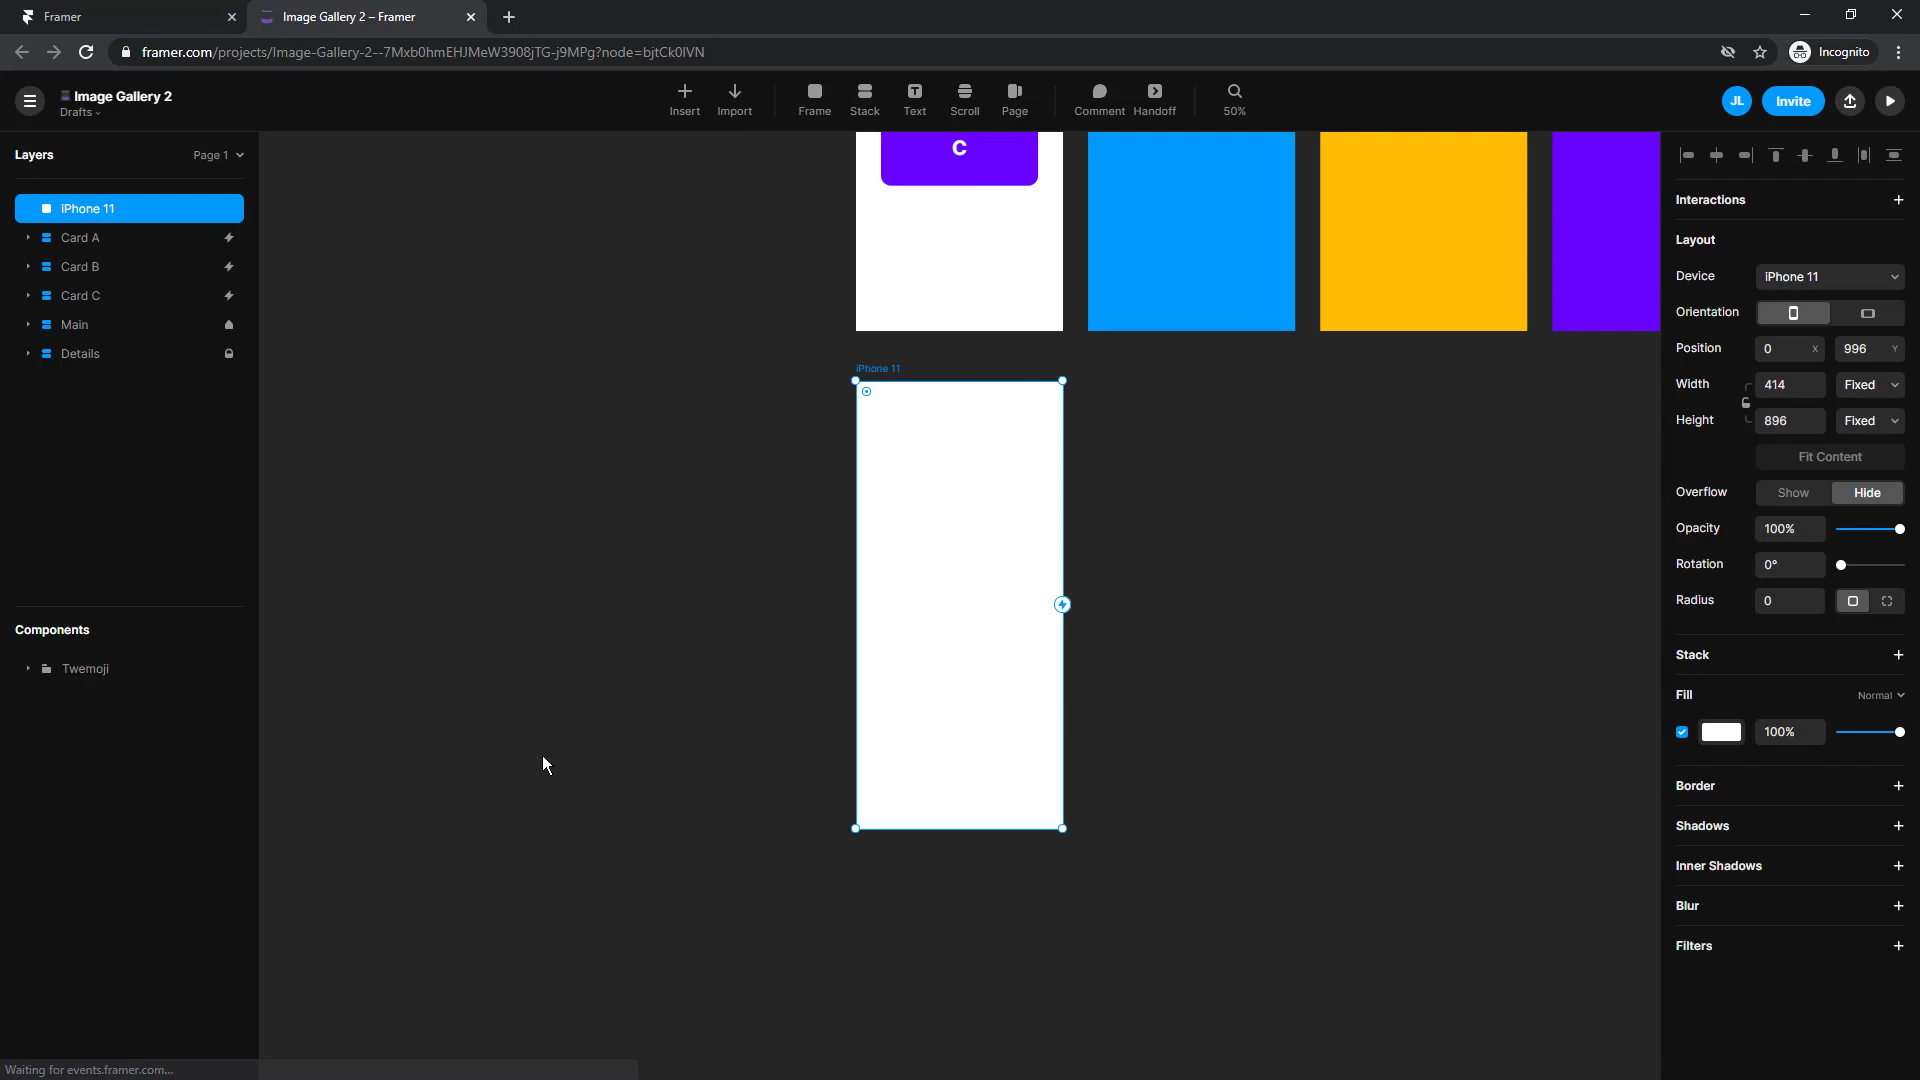 Framer
Image Gallery 2 – Framer
framer.com/projects/Image-Gallery-2--7Mxb0hmEHJMeW3908jTG-j9MPg?node=bjtCk0IVN
Incognito
Image Gallery 2
Drafts
Insert
Import
Frame
Stack
Text
Scroll
Page
Comment
Handoff
50%
JL
Invite
Layers
Page 1
iPhone 11
Card A
Card B
Card C
Main
Details
Components
Twemoji
C
iPhone 11
Interactions
Layout
Device
iPhone 11
Orientation
Position
0 X
996 Y
Width
414
Fixed
Height
896
Fixed
Fit Content
Overflow
Show
Hide
Opacity
100%
Rotation
0°
Radius
0
Stack
Fill
Normal
100%
Border
Shadows
Inner Shadows
Blur
Filters
Waiting for events.framer.com...